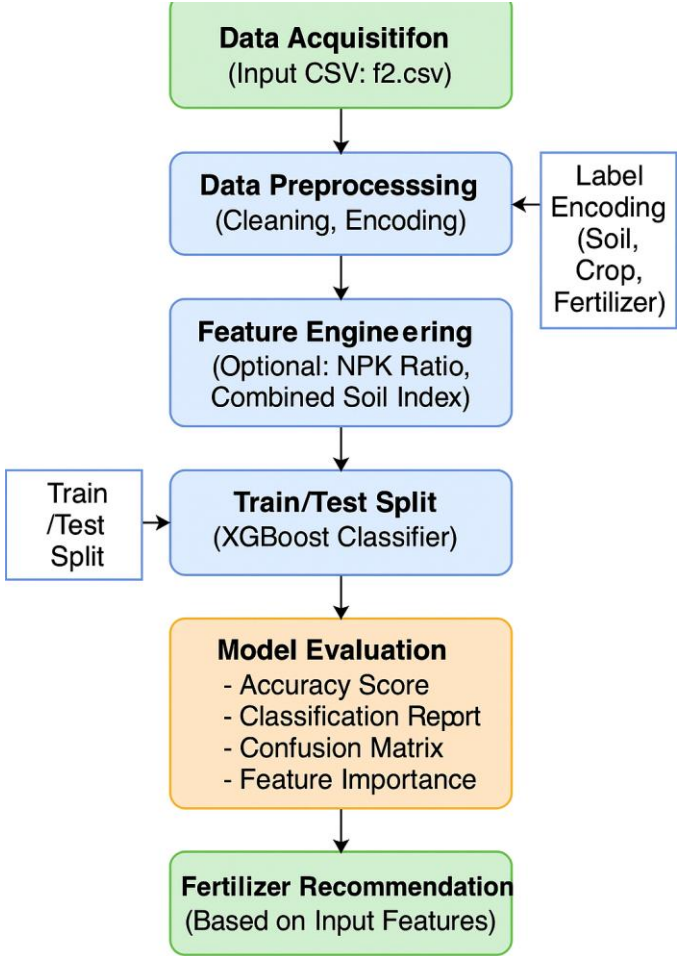 Data Acquisitifon
(Input CSV: f2.csv)
Data Preprocesssing
(Cleaning, Encoding)
Label
Encoding
(Soil,
Crop,
Fertilizer)
Feature Engineering
(Optional: NPK Ratio,
Combined Soil Index)
Train
/Test
Split
Train/Test Split
(XGBoost Classifier)
Model Evaluation
- Accuracy Score
- Classification Report
- Confusion Matrix
- Feature Importance
Fertilizer Recommendation
(Based on Input Features)